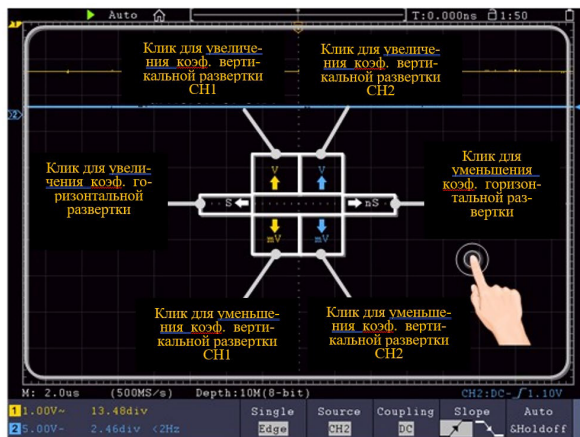 Auto T:0.000ns 1:50
Клик для увеличе-
ния коэф. верти-
кальной развертки
CH1
Клик для увеличе-
ния коэф. верти-
кальной развертки
CH2
Клик для увели-
чения коэф. го-
ризонтальной
развертки
V V
S nS
mV mV
Клик для
уменьшения
коэф. горизон-
тальной раз-
вертки
Клик для уменьше-
ния коэф. верти-
кальной развертки
CH1
Клик для уменьше-
ния коэф. верти-
кальной развертки
CH2
M: 2.0us (500MS/s) Depth:10M(8-bit) CH2:DC- 1.10V
1 1.00V~ 13.48div
2 5.00V- 2.46div <2Hz
Single Source Coupling Slope Auto
Edge CH2 DC &Holdoff